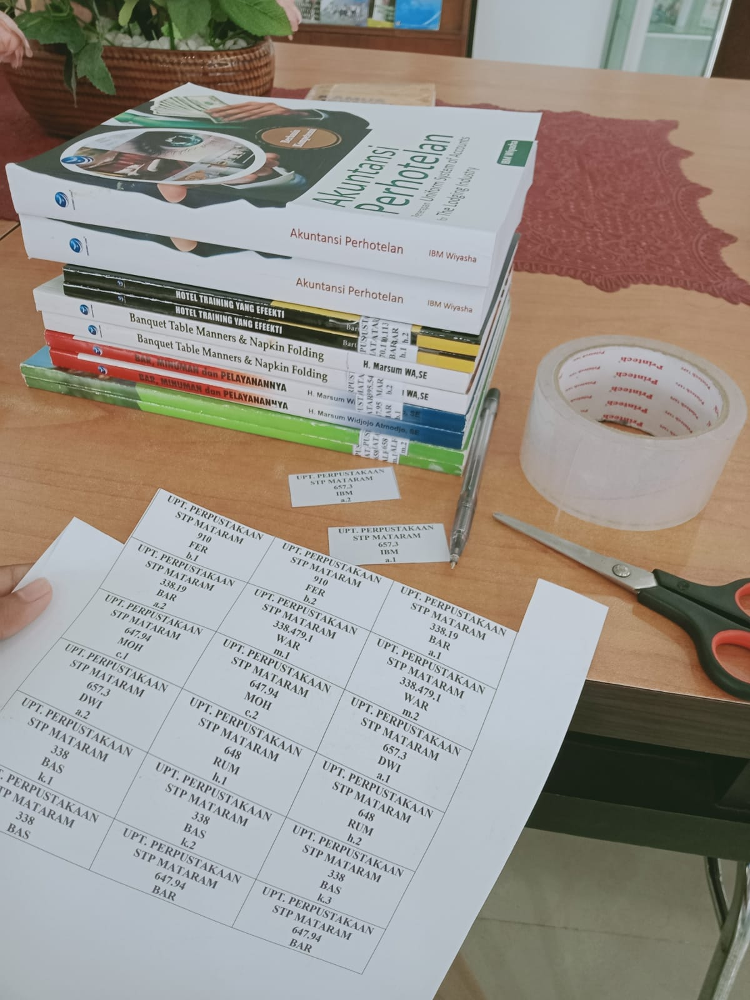 Berbasis
Kompetensi
Akuntansi
Perhotelan
Penerapan Uniform System of Accounts
for The Lodging Industry
IBM Wiyasha
Akuntansi Perhotelan
IBM Wiyasha
Akuntansi Perhotelan
IBM Wiyasha
HOTEL TRAINING YANG EFEEKTI
HOTEL TRAINING YANG EFEEKTI
Banquet Table Manners & Napkin Folding
H. Marsum WA,SE
Banquet Table Manners & Napkin Folding
WA,SE
BAR, MINUMAN dan PELAYANANNYA
H. Marsum
BAR, MINUMAN dan PELAYANANNYA
H. Marsum Widjojo Atmodjo, SE
Printech
Printech
Printech
Printech
UPT. PERPUSTAKAAN
STP MATARAM
657.3
IBM
a.2
UPT. PERPUSTAKAAN
STP MATARAM
657.3
IBM
a.1
UPT. PERPUSTAKAAN
STP MATARAM
910
FER
b.1
UPT. PERPUSTAKAAN
STP MATARAM
910
FER
b.2
UPT. PERPUSTAKAAN
STP MATARAM
338.19
BAR
a.1
UPT. PERPUSTAKAAN
STP MATARAM
338.19
BAR
a.2
UPT. PERPUSTAKAAN
STP MATARAM
338.479.1
WAR
m.1
UPT. PERPUSTAKAAN
STP MATARAM
338.479.1
WAR
m.2
UPT. PERPUSTAKAAN
STP MATARAM
647.94
MOH
c.1
UPT. PERPUSTAKAAN
STP MATARAM
647.94
MOH
c.2
UPT. PERPUSTAKAAN
STP MATARAM
657.3
DWI
a.1
UPT. PERPUSTAKAAN
STP MATARAM
657.3
DWI
a.2
UPT. PERPUSTAKAAN
STP MATARAM
648
RUM
h.1
UPT. PERPUSTAKAAN
STP MATARAM
648
RUM
h.2
UPT. PERPUSTAKAAN
STP MATARAM
338
BAS
k.1
UPT. PERPUSTAKAAN
STP MATARAM
338
BAS
k.2
UPT. PERPUSTAKAAN
STP MATARAM
338
BAS
k.3
PERPUSTAKAAN
MATARAM
338
BAS
UPT. PERPUSTAKAAN
STP MATARAM
647.94
BAR
UPT. PERPUSTAKAAN
STP MATARAM
647.94
BAR